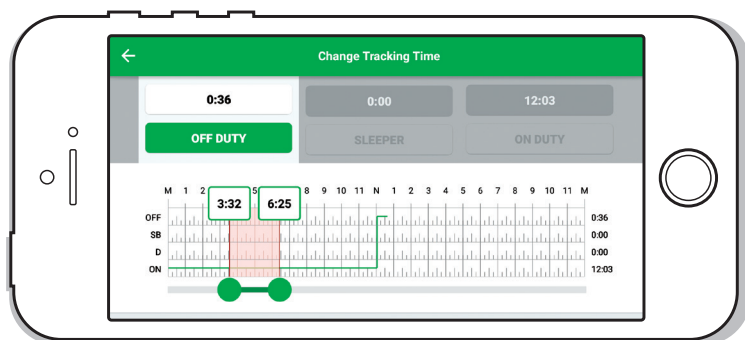 Change Tracking Time
0:36 0:00 12:03
OFF DUTY SLEEPER ON DUTY
M 1 2 5 8 9 10 11 N 1 2 3 4 5 6 7 8 9 10 11 M
3:32 6:25
OFF 0:36
SB 0:00
D 0:00
ON 12:03